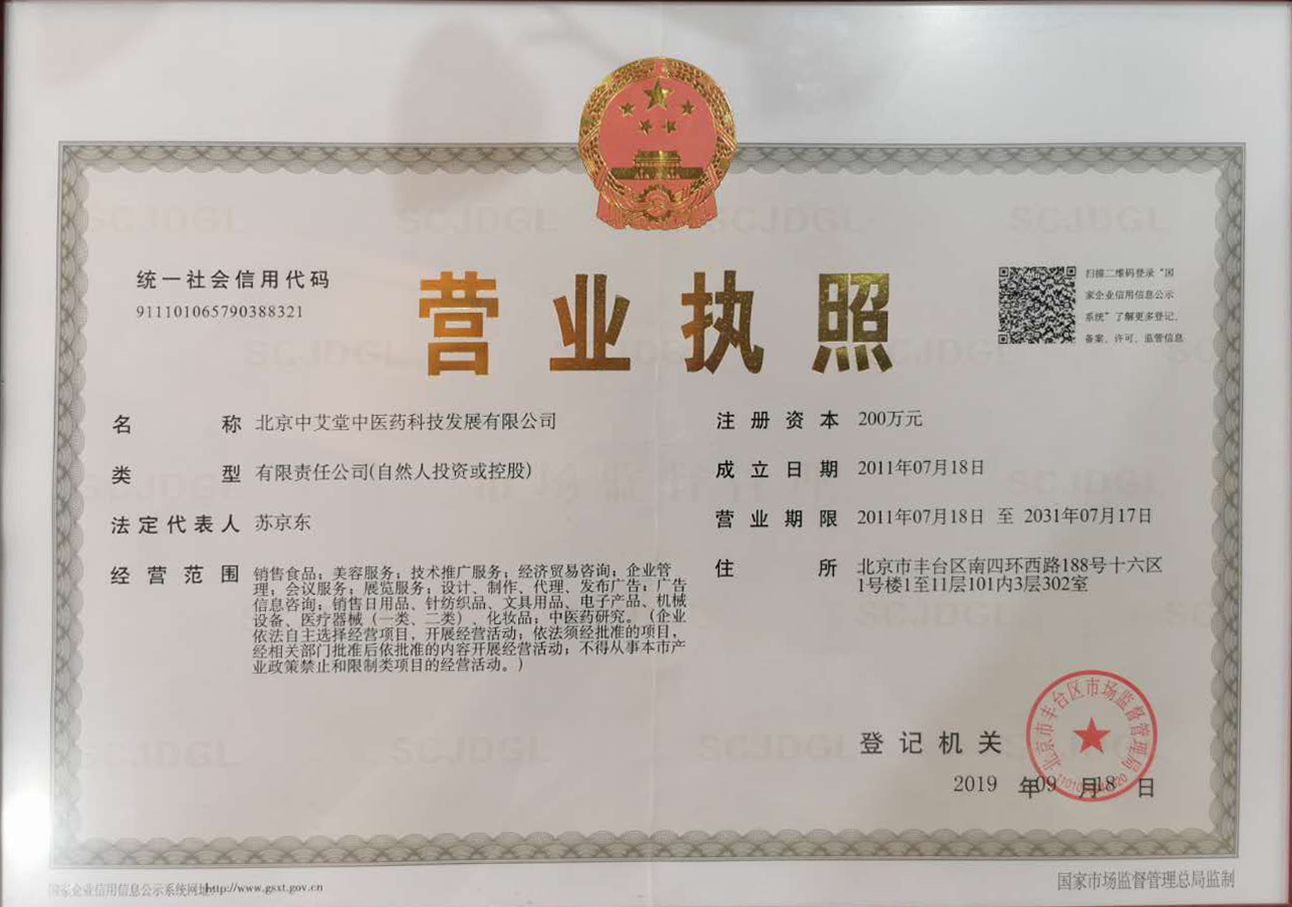 统一社会信用代码
911101065790388321
营业执照
扫描二维码登录“国
家企业信用信息公示
系统”了解更多登记、
备案、许可、监管信息
名称 北京中艾堂中医药科技发展有限公司
类型 有限责任公司(自然人投资或控股)
法定代表人 苏京东
经营范围 销售食品；美容服务；技术推广服务；经济贸易咨询；企业管
理；会议服务；展览服务；设计、制作、代理、发布广告；广告
信息咨询；销售日用品、针纺织品、文具用品、电子产品、机械
设备、医疗器械（一类、二类）、化妆品；中医药研究。（企业
依法自主选择经营项目，开展经营活动；依法须经批准的项目，
经相关部门批准后依批准的内容开展经营活动；不得从事本市产
业政策禁止和限制类项目的经营活动。）
注册资本 200万元
成立日期 2011年07月18日
营业期限 2011年07月18日 至 2031年07月17日
住所 北京市丰台区南四环西路188号十六区
1号楼1至11层101内3层302室
登记机关
北京市丰台区市场监督管理局
2019 年09 月18 日
国家企业信用信息公示系统网址http://www.gsxt.gov.cn
国家市场监督管理总局监制
SCJDGL